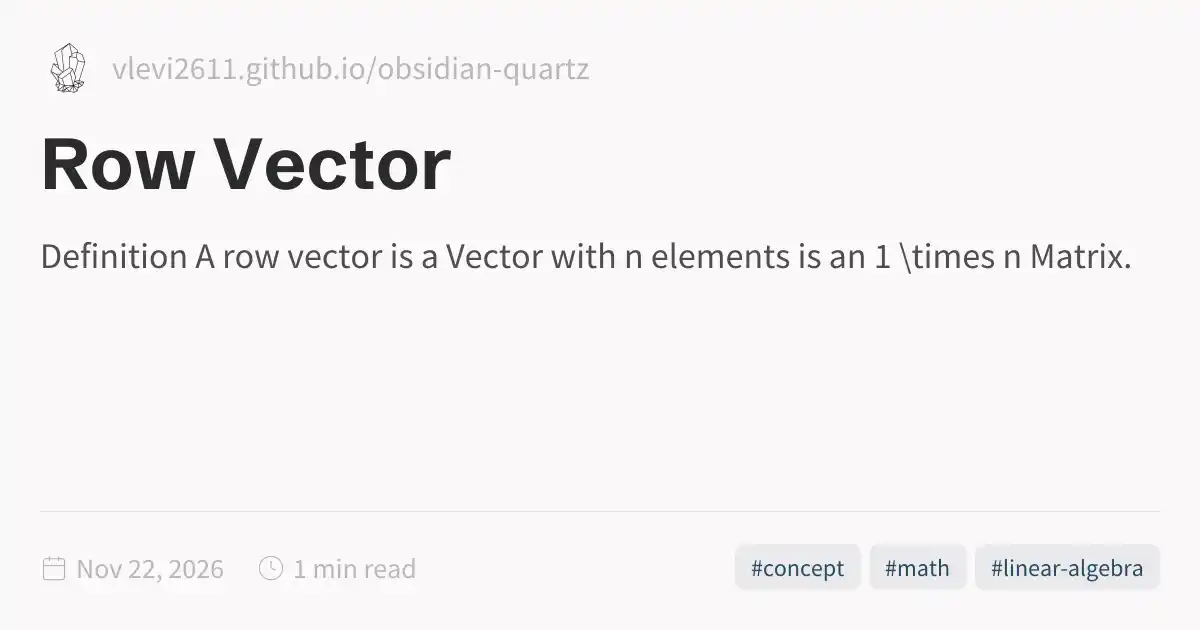 vlevi2611.github.io/obsidian-quartz
Row Vector
Definition A row vector is a Vector with n elements is an 1 \times n Matrix.
Nov 22, 2026 1 min read #concept #math #linear-algebra